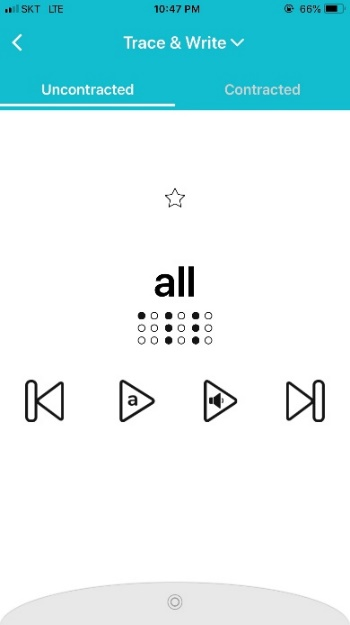 SKT LTE 10:47 PM 66%
Trace & Write
Uncontracted Contracted
all
⠁⠇⠇
a